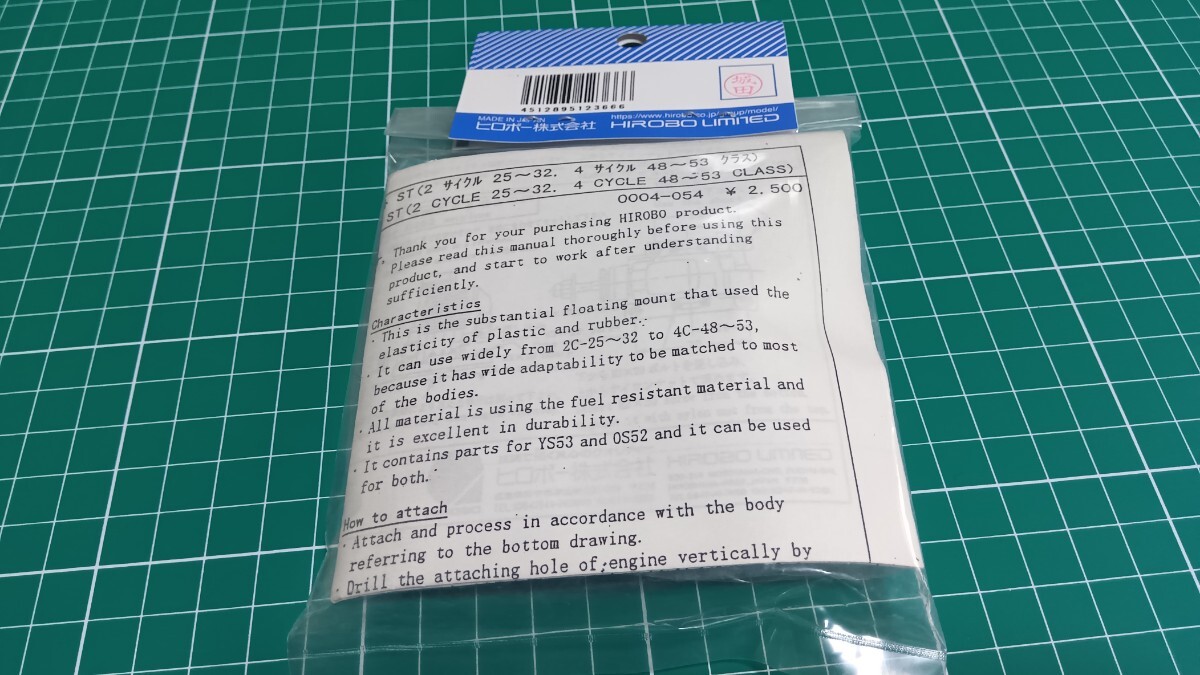 4512895123666
MADE IN JAPAN
ヒロボー株式会社
HIROBO LIMITED
ST(2 サイクル 25～32. 4 サイクル 48～53 クラス)
ST(2 CYCLE 25～32. 4 CYCLE 48～53 CLASS)
0004-054 ¥ 2,500
Thank you for your purchasing HIROBO product.
Please read this manual thoroughly before using this
product, and start to work after understanding
sufficiently.
Characteristics
・This is the substantial floating mount that used the
elasticity of plastic and rubber.
・It can use widely from 2C-25～32 to 4C-48～53,
because it has wide adaptability to be matched to most
of the bodies.
・All material is using the fuel resistant material and
it is excellent in durability.
・It contains parts for YS53 and OS52 and it can be used
for both.
How to attach
・Attach and process in accordance with the body
referring to the bottom drawing.
・Drill the attaching hole of engine vertically by